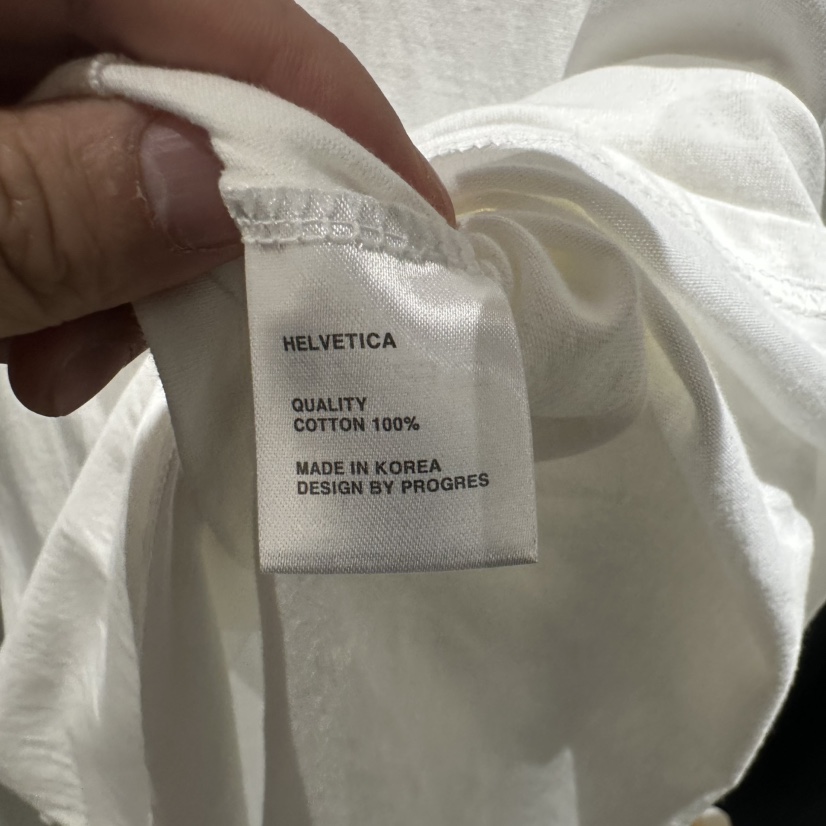 HELVETICA
QUALITY
COTTON 100%
MADE IN KOREA
DESIGN BY PROGRES